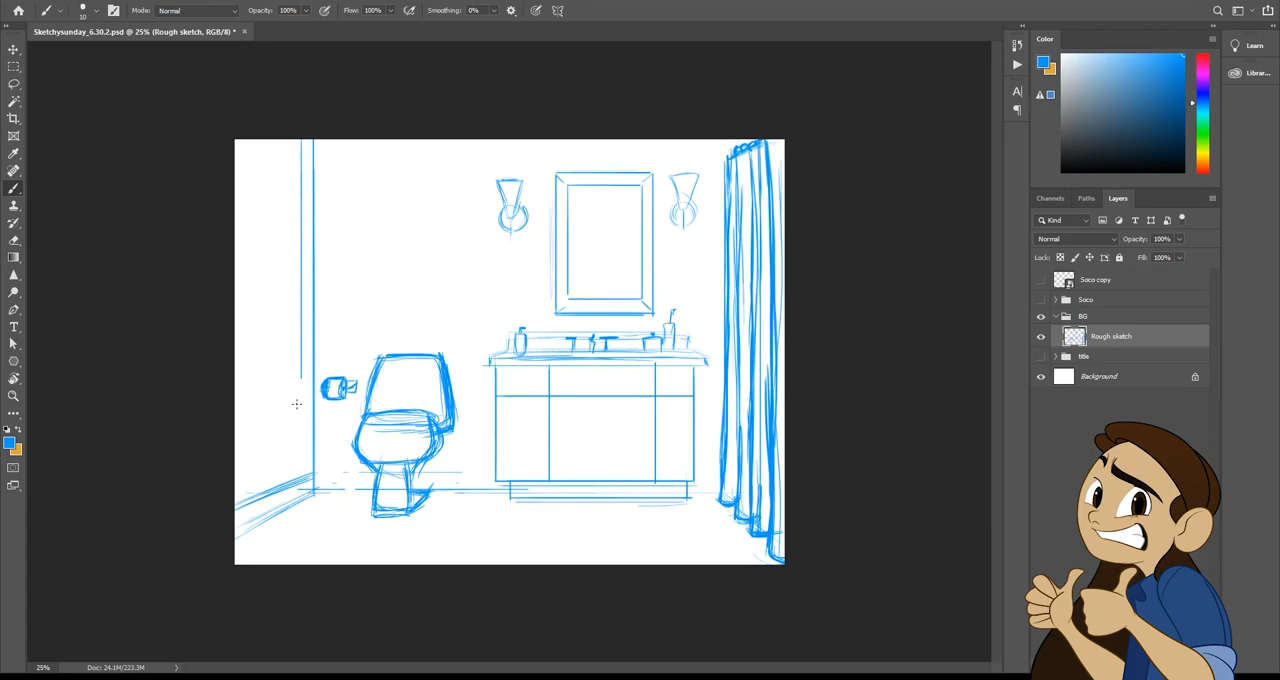 Mode: Normal Opacity: 100% Flow: 100% Smoothing: 0%
10
Sketchysunday_6.30.2.psd @ 25% (Rough sketch, RGB/8) * ×
Color
Learn
Librar...
Channels Paths Layers
Kind
Normal Opacity: 100%
Lock: Fill: 100%
Soco copy
Soco
BG
Rough sketch
title
Background
25% Doc: 24.1M/223.3M